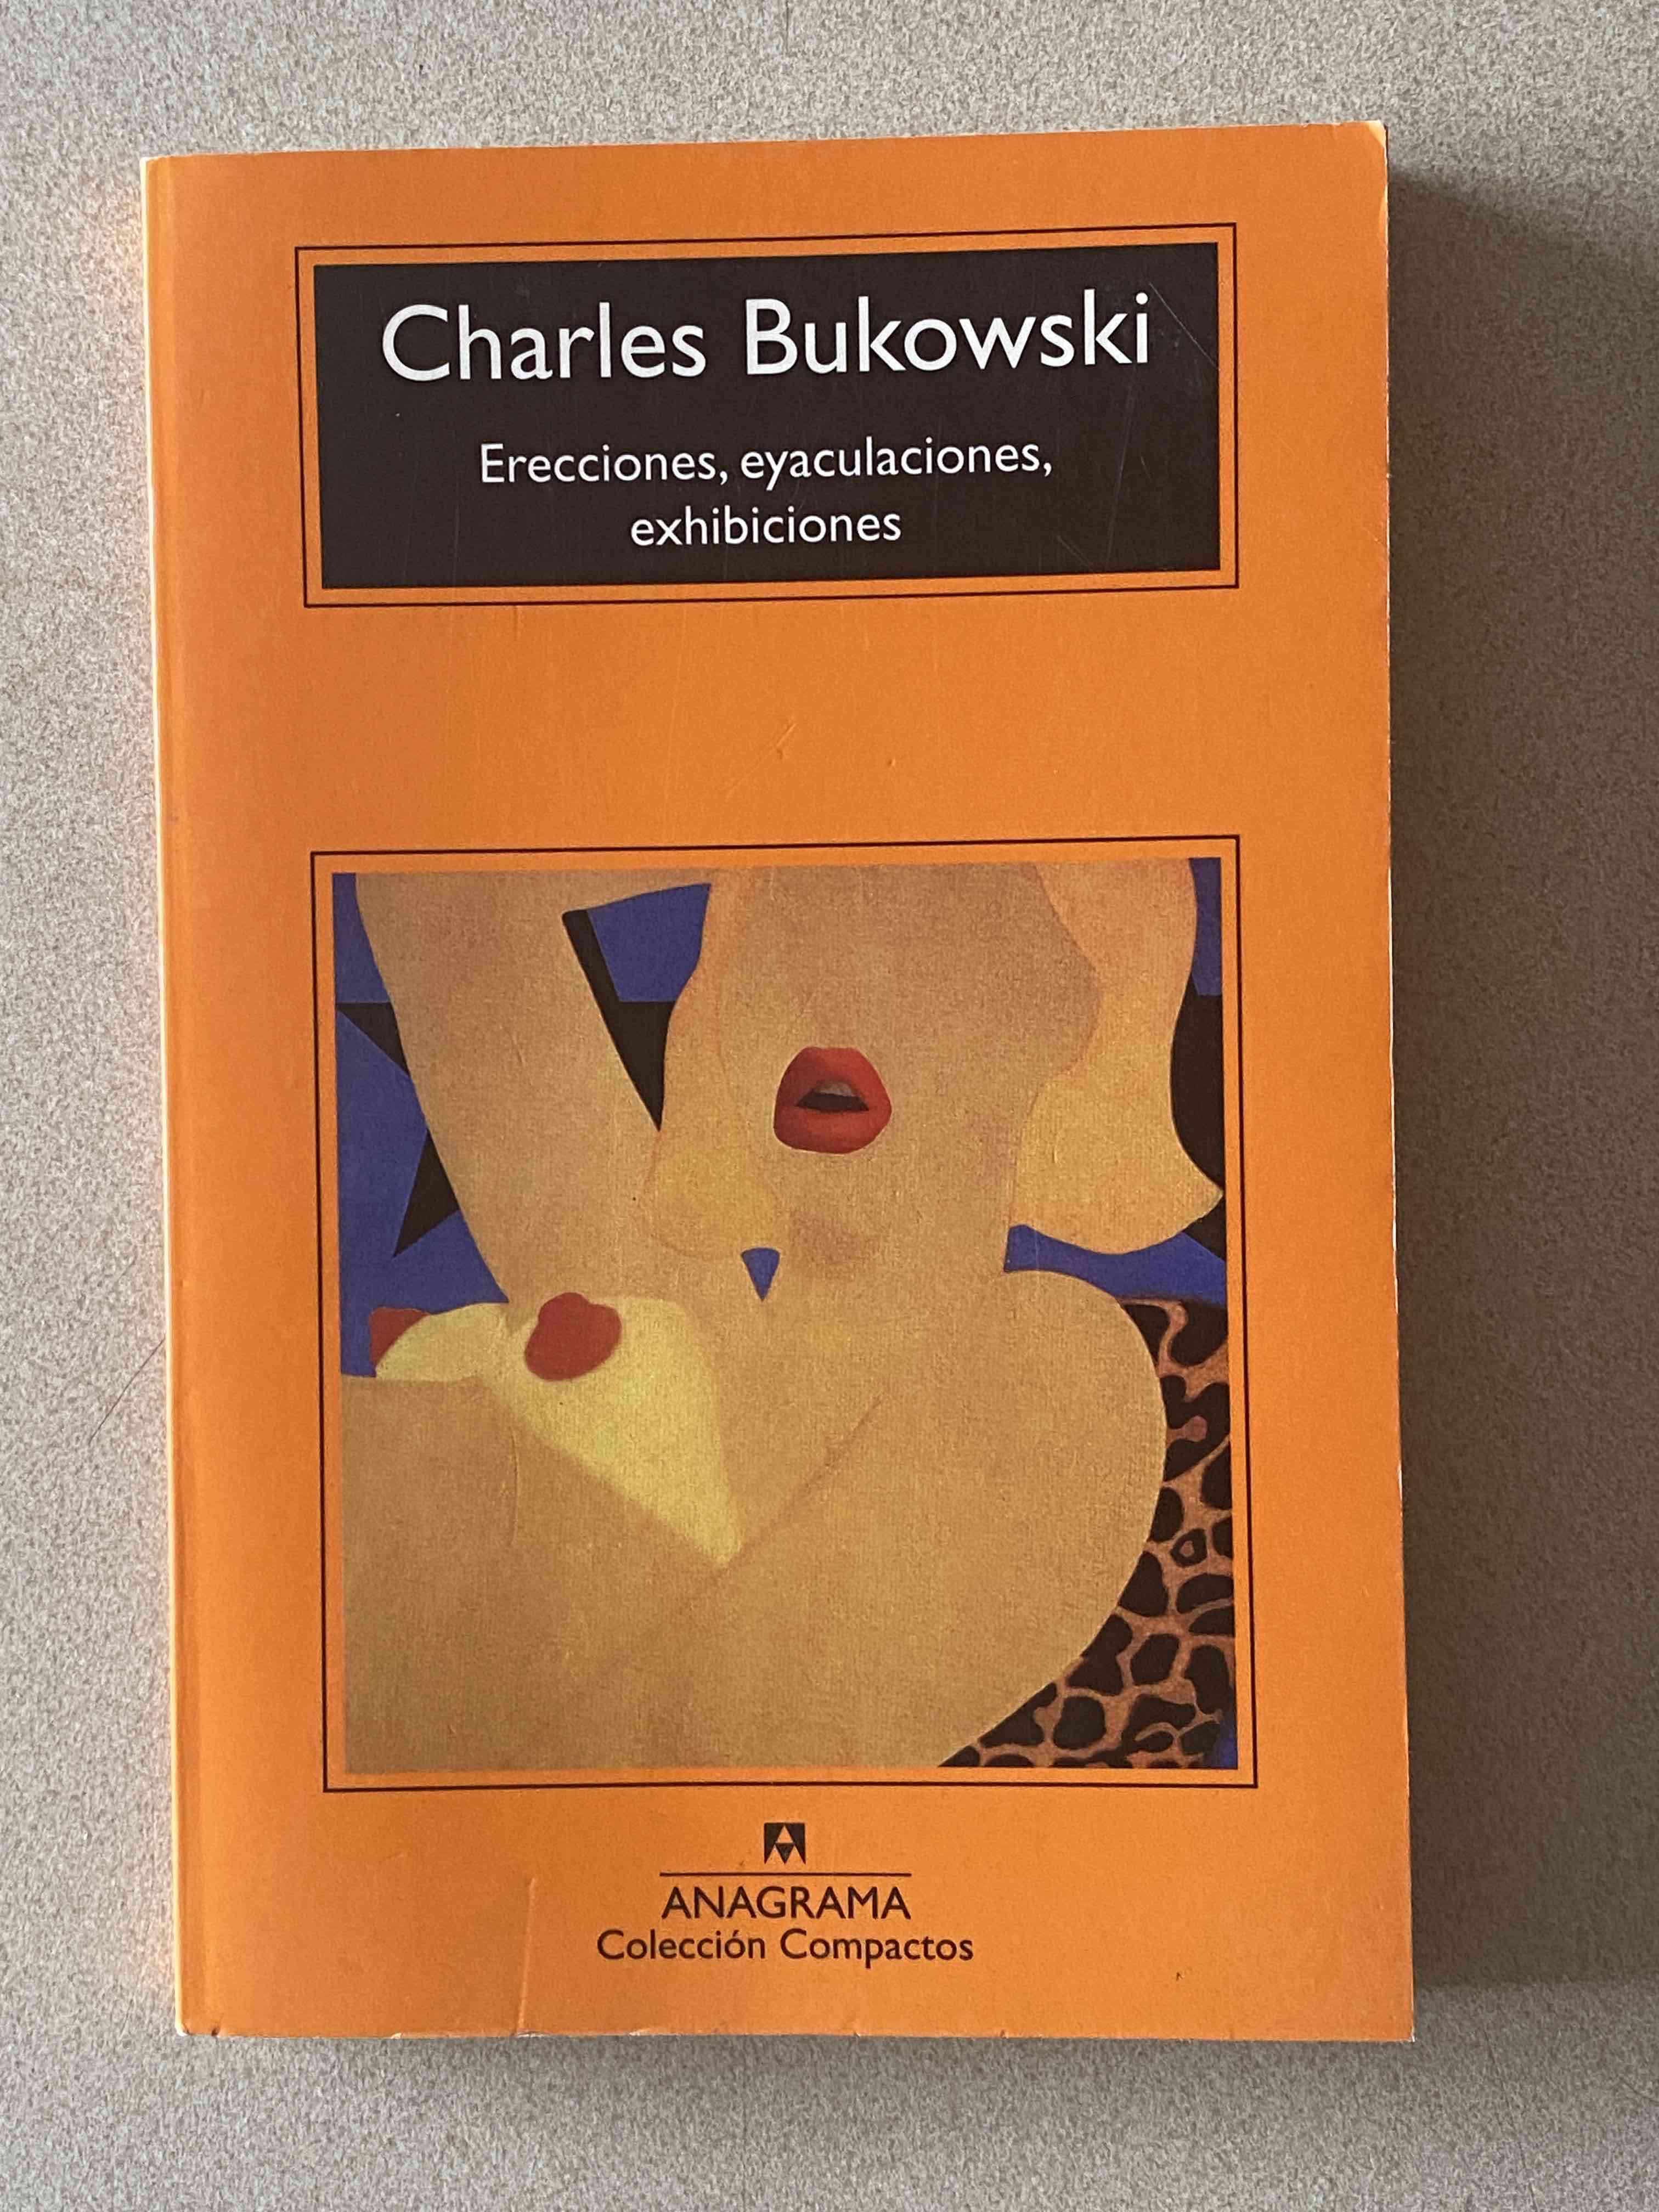 Charles Bukowski
Erecciones, eyaculaciones,
exhibiciones
ANAGRAMA
Colección Compactos